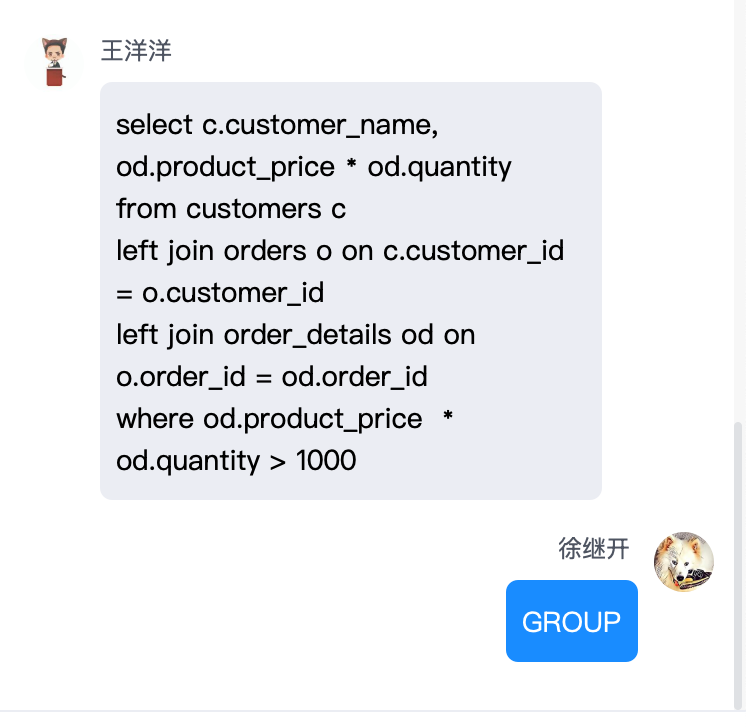 王洋洋
select c.customer_name,
od.product_price * od.quantity
from customers c
left join orders o on c.customer_id
= o.customer_id
left join order_details od on
o.order_id = od.order_id
where od.product_price  *
od.quantity > 1000
徐继开
GROUP